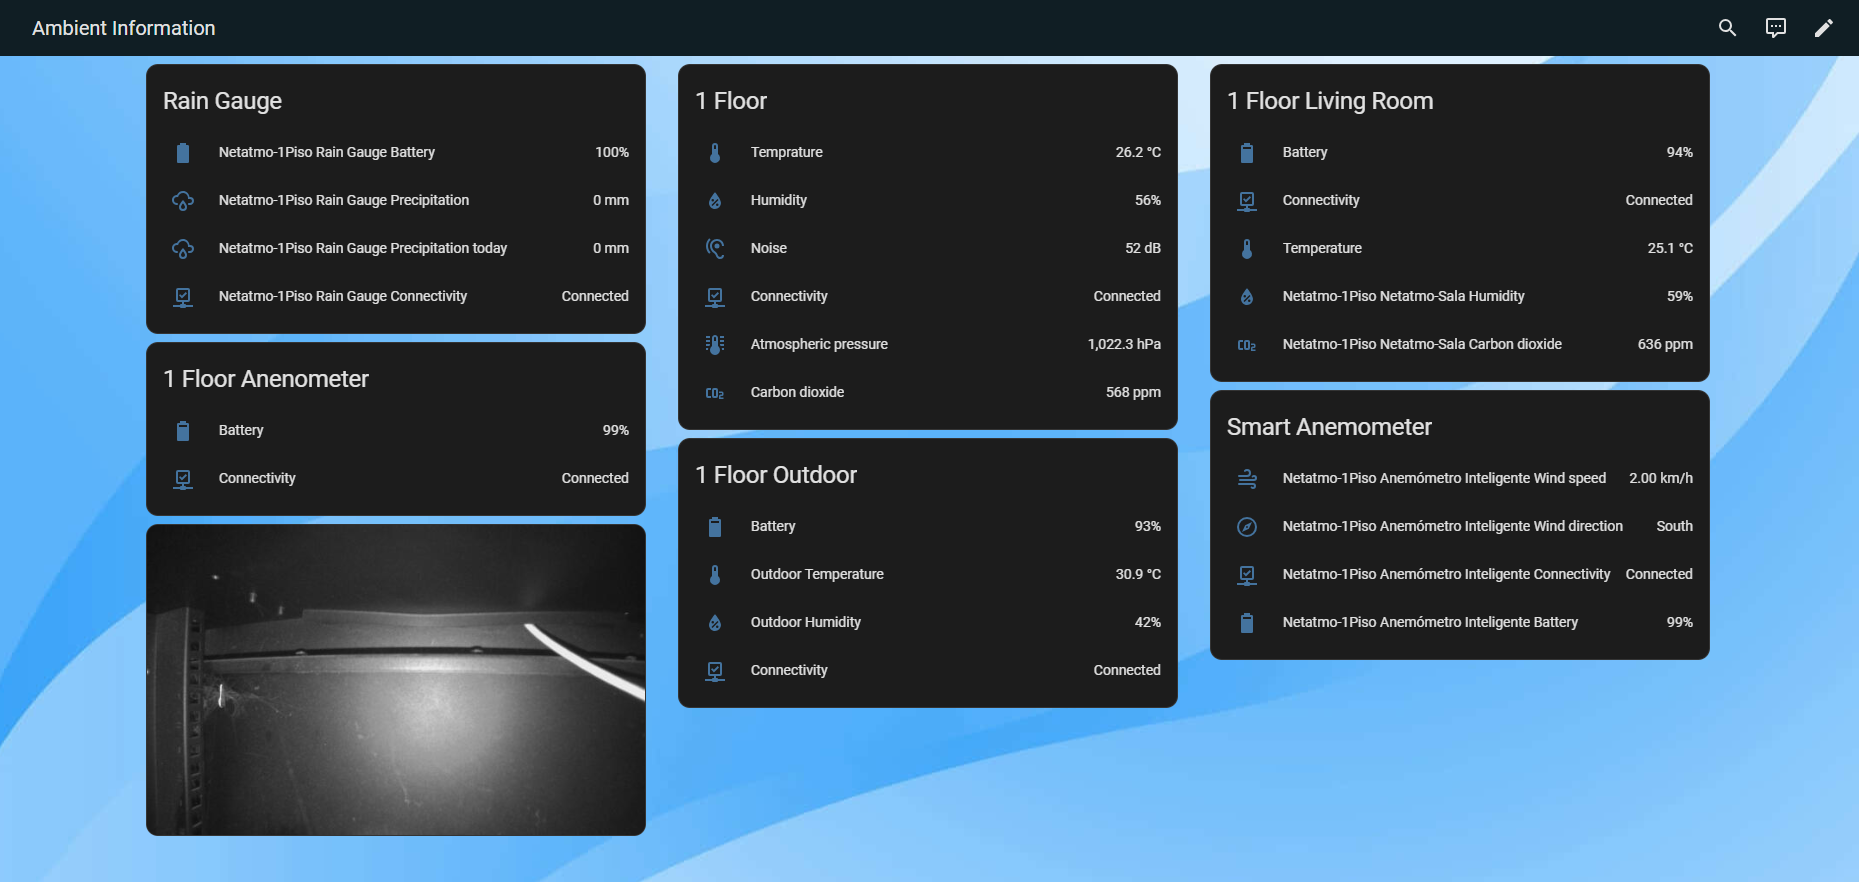 Ambient Information
Rain Gauge
Netatmo-1Piso Rain Gauge Battery 100%
Netatmo-1Piso Rain Gauge Precipitation 0 mm
Netatmo-1Piso Rain Gauge Precipitation today 0 mm
Netatmo-1Piso Rain Gauge Connectivity Connected
1 Floor Anenometer
Battery 99%
Connectivity Connected
1 Floor
Temprature 26.2 °C
Humidity 56%
Noise 52 dB
Connectivity Connected
Atmospheric pressure 1,022.3 hPa
CO2 Carbon dioxide 568 ppm
1 Floor Outdoor
Battery 93%
Outdoor Temperature 30.9 °C
Outdoor Humidity 42%
Connectivity Connected
1 Floor Living Room
Battery 94%
Connectivity Connected
Temperature 25.1 °C
Netatmo-1Piso Netatmo-Sala Humidity 59%
CO2 Netatmo-1Piso Netatmo-Sala Carbon dioxide 636 ppm
Smart Anemometer
Netatmo-1Piso Anemómetro Inteligente Wind speed 2.00 km/h
Netatmo-1Piso Anemómetro Inteligente Wind direction South
Netatmo-1Piso Anemómetro Inteligente Connectivity Connected
Netatmo-1Piso Anemómetro Inteligente Battery 99%